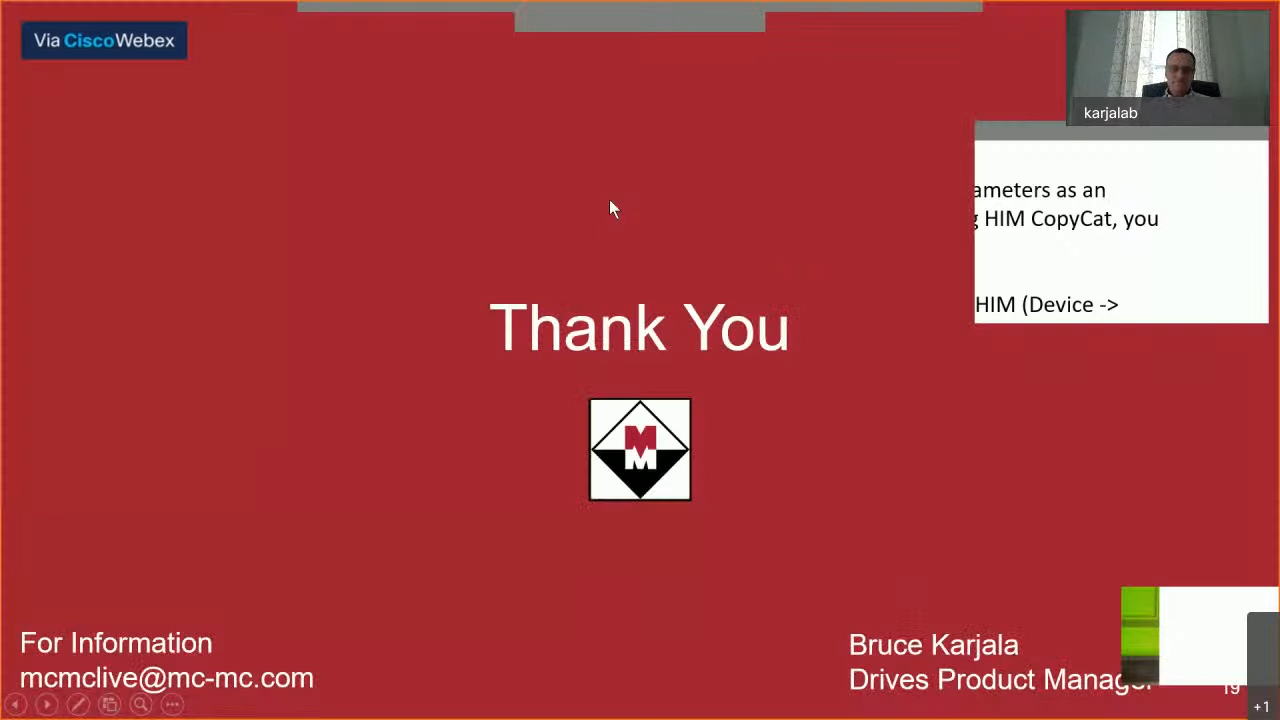 Via CiscoWebex
karjalab
ameters as an
HIM CopyCat, you
HIM (Device ->
Thank You
M
M
For Information
mcmclive@mc-mc.com
Bruce Karjala
Drives Product Manager
19
+1